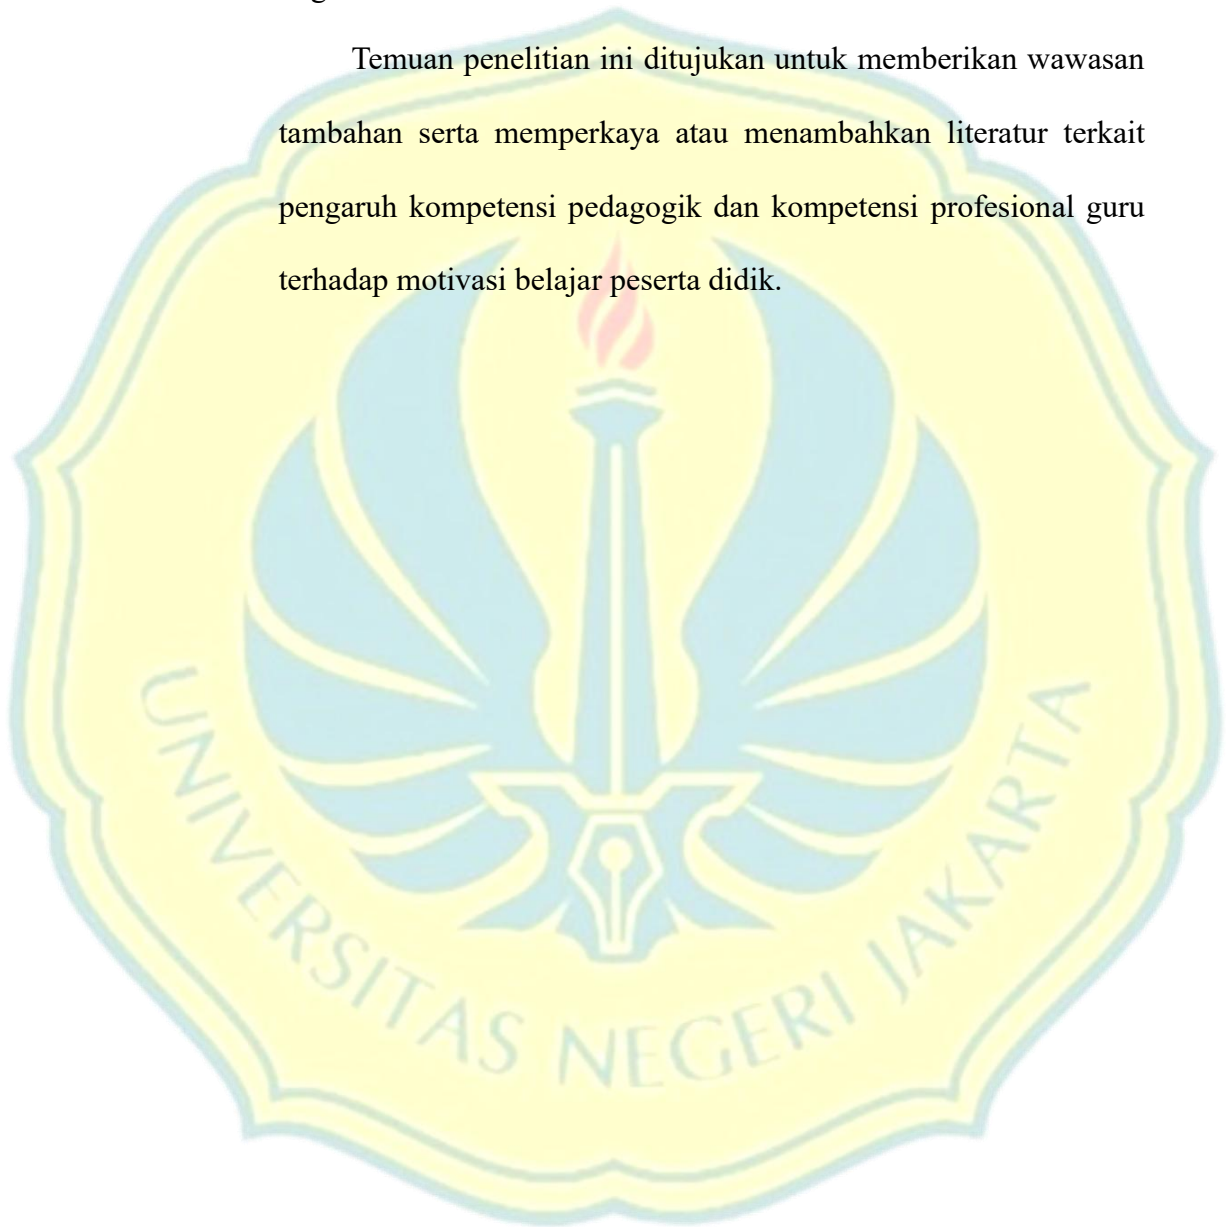 Temuan penelitian ini ditujukan untuk memberikan wawasan
tambahan serta memperkaya atau menambahkan literatur terkait
pengaruh kompetensi pedagogik dan kompetensi profesional guru
terhadap motivasi belajar peserta didik.
UNIVERSITAS NEGERI JAKARTA